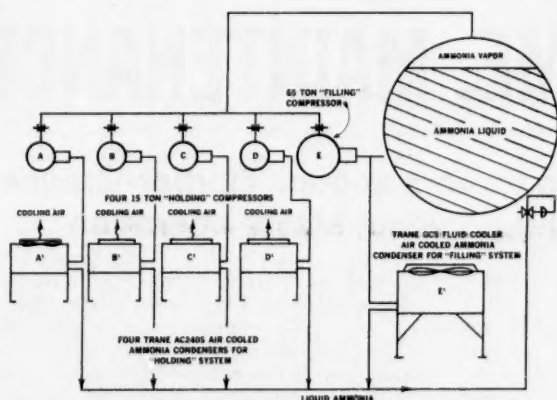 AMMONIA VAPOR
65 TON "FILLING"
COMPRESSOR
AMMONIA LIQUID
A
B
C
D
E
FOUR 15 TON "HOLDING" COMPRESSORS
COOLING AIR
COOLING AIR
COOLING AIR
COOLING AIR
TRANE GCS FLUID COOLER
AIR COOLED AMMONIA
CONDENSER FOR "FILLING" SYSTEM
A'
B'
C'
D'
E'
FOUR TRANE AC240S AIR COOLED
AMMONIA CONDENSERS FOR
"HOLDING" SYSTEM
LIQUID AMMONIA